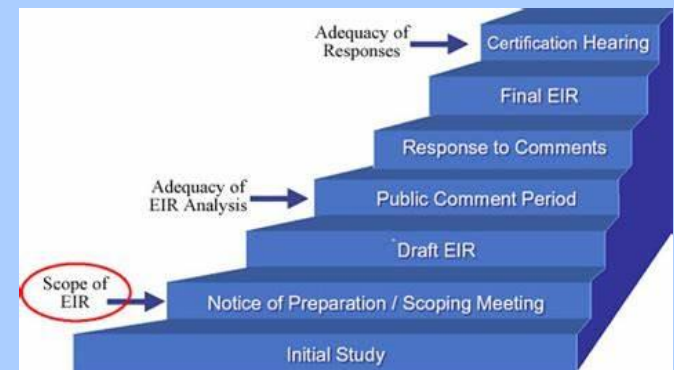 Adequacy of
Responses
Certification Hearing
Final EIR
Response to Comments
Adequacy of
EIR Analysis
Public Comment Period
Draft EIR
Scope of
EIR
Notice of Preparation / Scoping Meeting
Initial Study